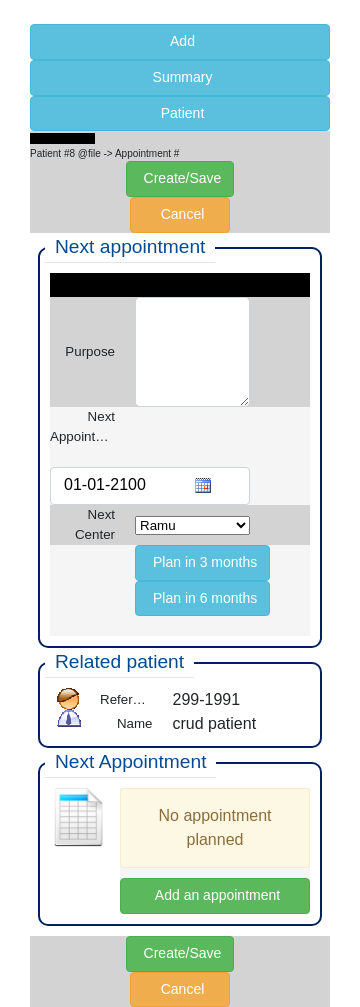 Add
Summary
Patient
Patient #8 @file -> Appointment #
Create/Save
Cancel
Next appointment
Purpose
Next
Appoint…
01-01-2100
Next
Center
Ramu
Plan in 3 months
Plan in 6 months
Related patient
Refer… 299-1991
Name crud patient
Next Appointment
No appointment
planned
Add an appointment
Create/Save
Cancel